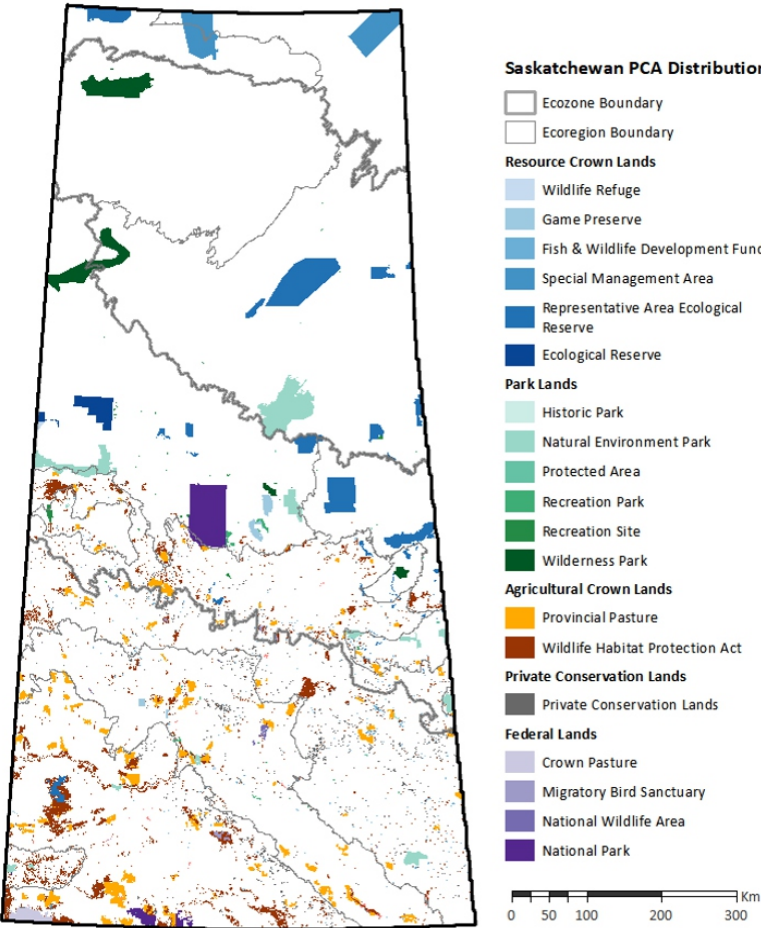 Saskatchewan PCA Distribution
Ecozone Boundary
Ecoregion Boundary
Resource Crown Lands
Wildlife Refuge
Game Preserve
Fish & Wildlife Development Fund
Special Management Area
Representative Area Ecological
Reserve
Ecological Reserve
Park Lands
Historic Park
Natural Environment Park
Protected Area
Recreation Park
Recreation Site
Wilderness Park
Agricultural Crown Lands
Provincial Pasture
Wildlife Habitat Protection Act
Private Conservation Lands
Private Conservation Lands
Federal Lands
Crown Pasture
Migratory Bird Sanctuary
National Wildlife Area
National Park
Km
0 50 100 200 300